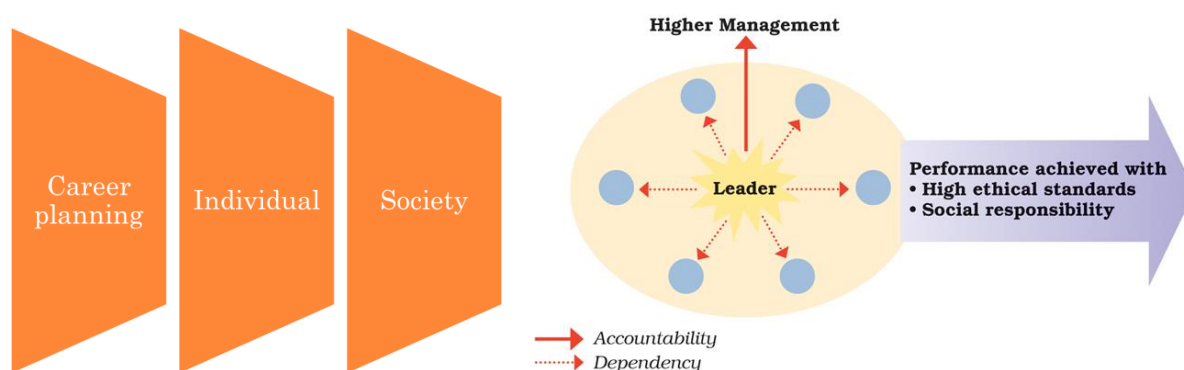 Career
planning
Individual
Society
Higher Management
Leader
Performance achieved with
• High ethical standards
• Social responsibility
Accountability
Dependency